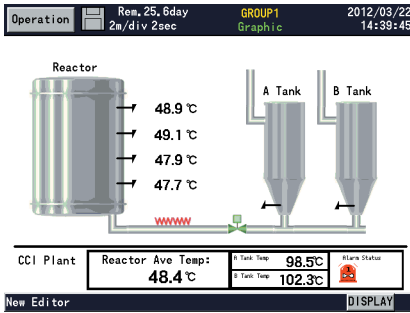 Operation
Rem.25.6day
2m/div 2sec
GROUP1
Graphic
2012/03/22
14:39:45
Reactor
A Tank
B Tank
48.9 ℃
49.1 ℃
47.9 ℃
47.7 ℃
CCI Plant
Reactor Ave Temp:
48.4℃
A Tank Temp
98.5℃
B Tank Temp
102.3℃
Alarm Status
New Editor
DISPLAY